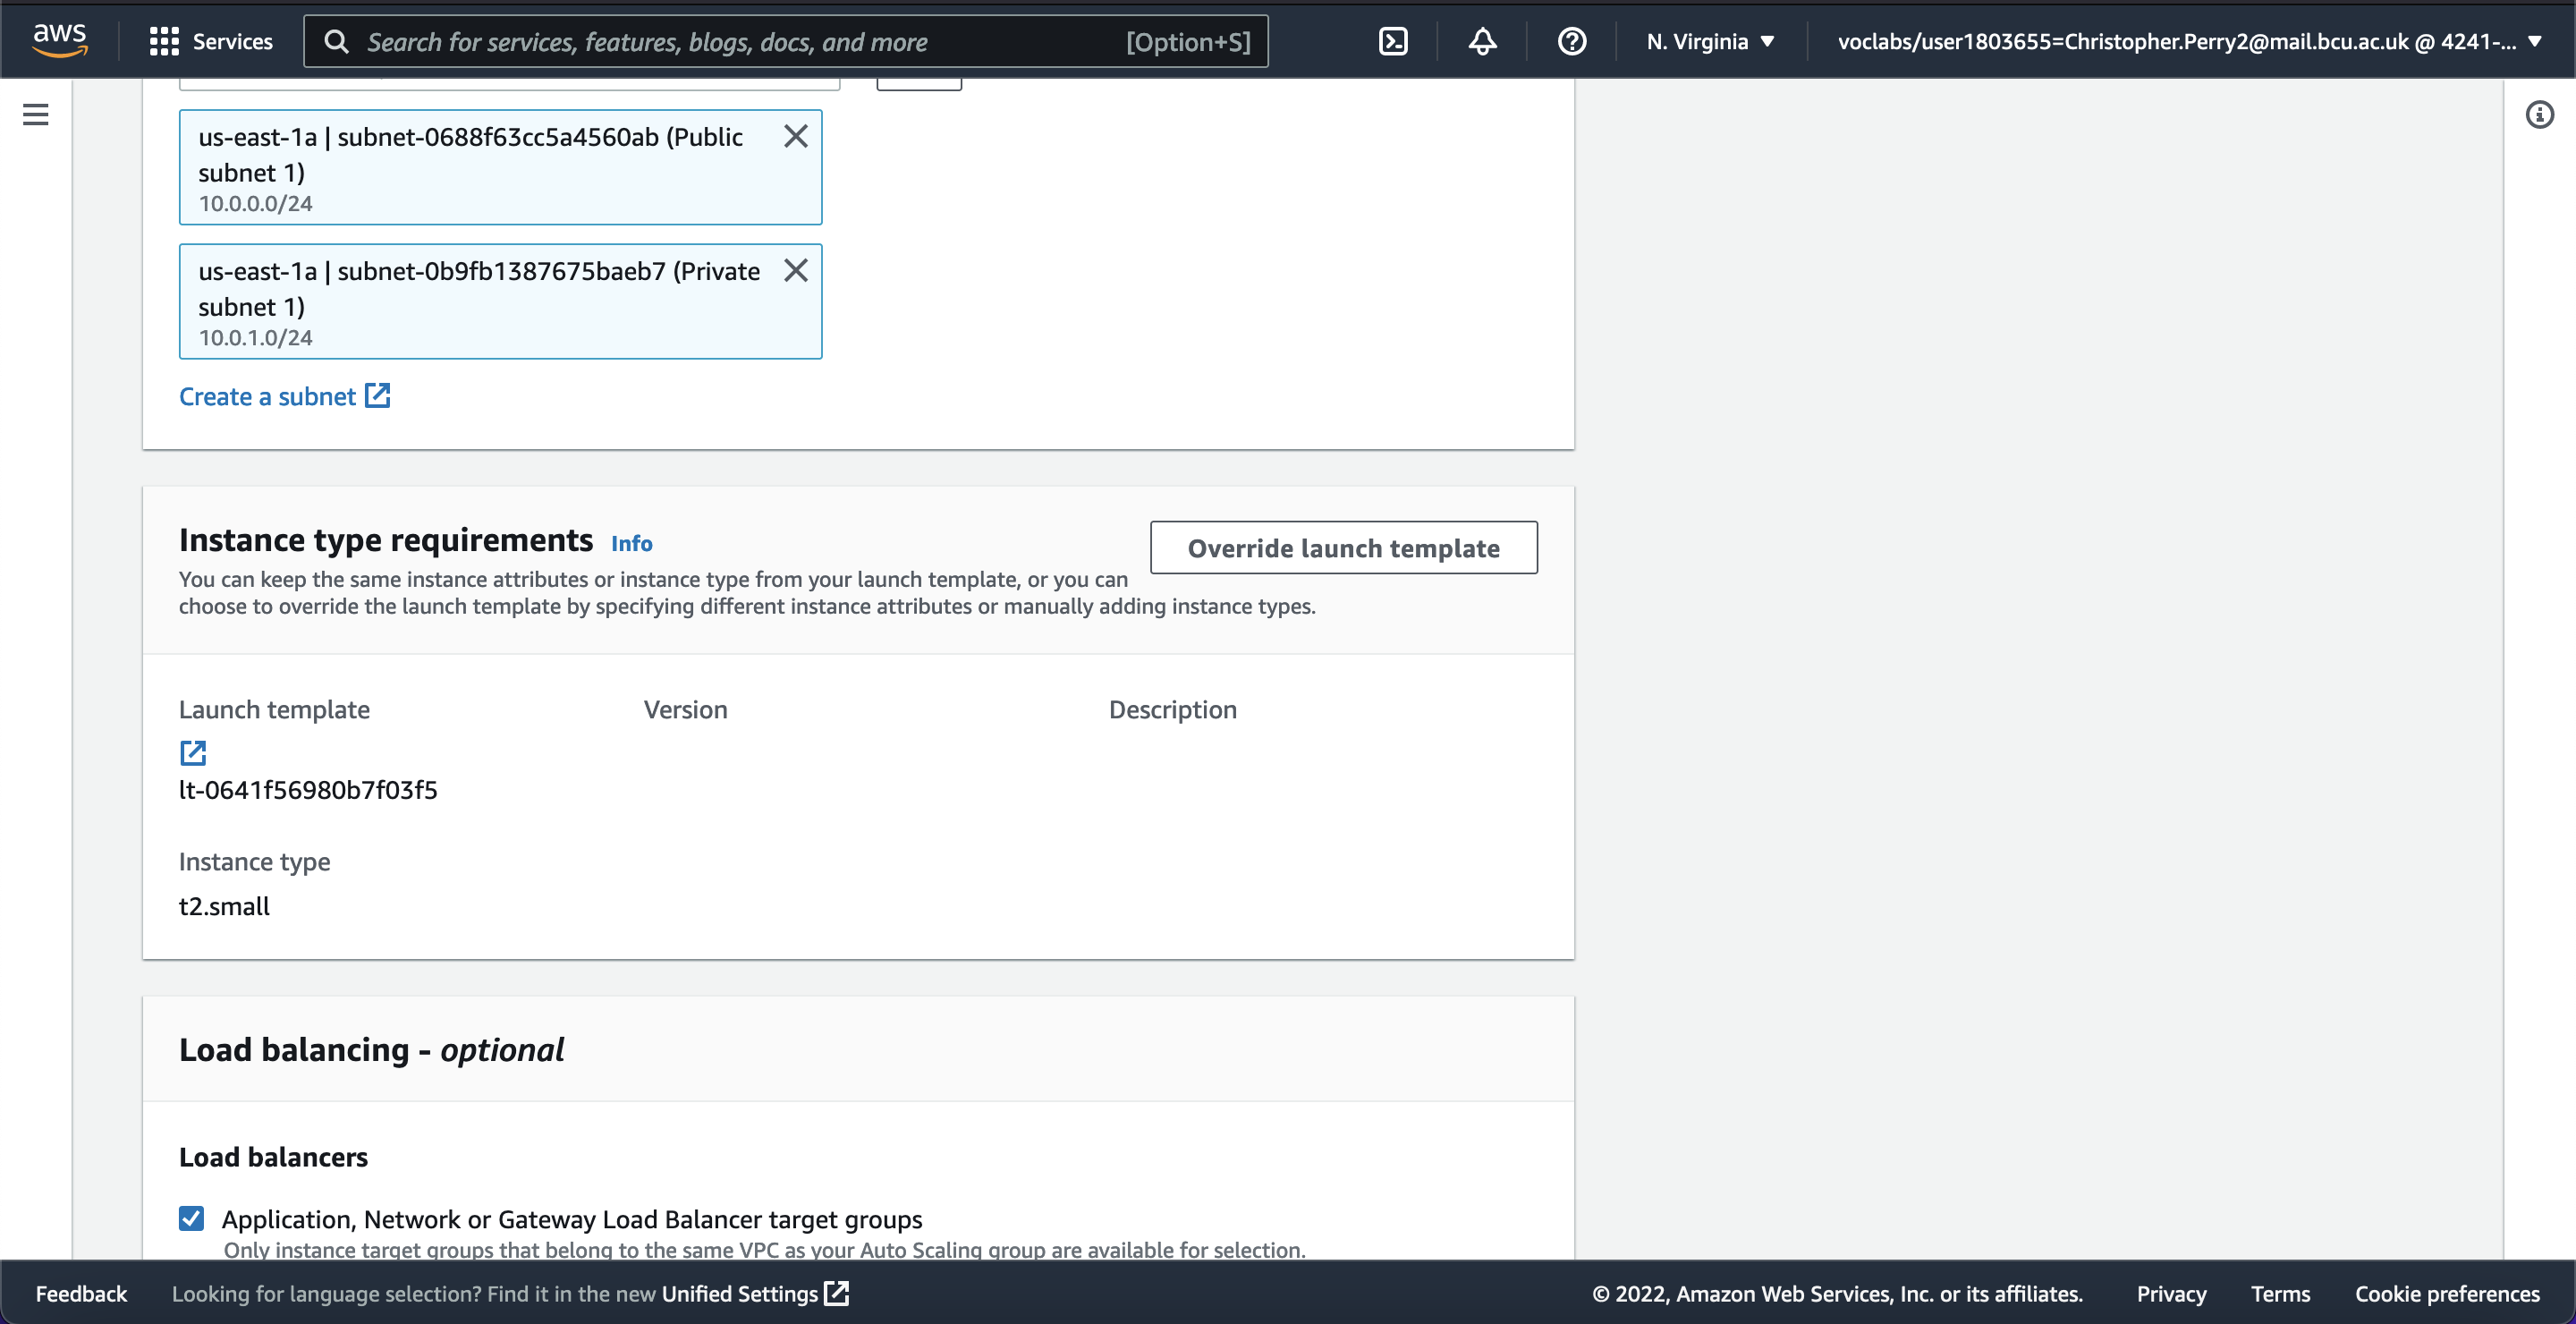 aws
Services
Search for services, features, blogs, docs, and more
[Option+S]
N. Virginia
voclabs/user1803655=Christopher.Perry2@mail.bcu.ac.uk @ 4241-...
us-east-1a | subnet-0688f63cc5a4560ab (Public
subnet 1)
10.0.0.0/24
us-east-1a | subnet-0b9fb1387675baeb7 (Private
subnet 1)
10.0.1.0/24
Create a subnet
Instance type requirements Info
Override launch template
You can keep the same instance attributes or instance type from your launch template, or you can
choose to override the launch template by specifying different instance attributes or manually adding instance types.
Launch template
Version
Description
lt-0641f56980b7f03f5
Instance type
t2.small
Load balancing - optional
Load balancers
Application, Network or Gateway Load Balancer target groups
Only instance target groups that belong to the same VPC as your Auto Scaling group are available for selection.
Feedback
Looking for language selection? Find it in the new Unified Settings
© 2022, Amazon Web Services, Inc. or its affiliates.
Privacy
Terms
Cookie preferences